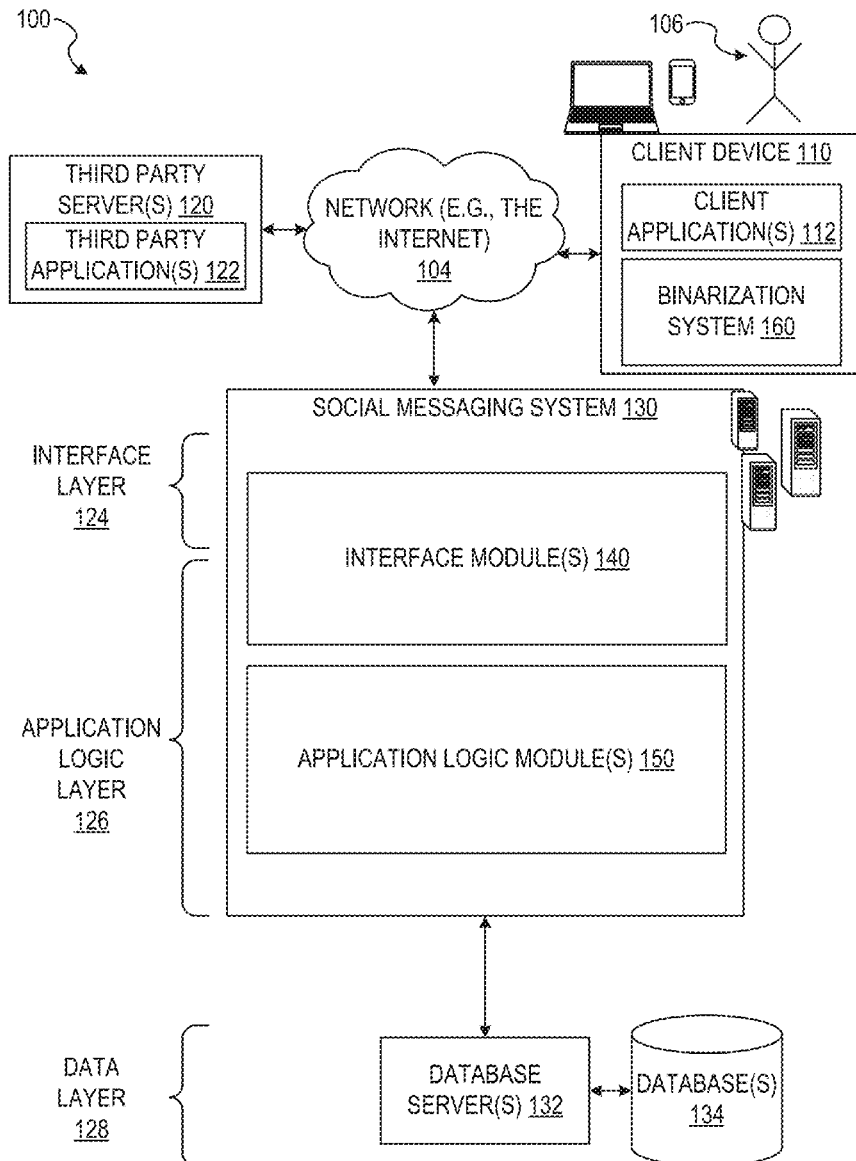 100
106
THIRD PARTY
SERVER(S) 120
THIRD PARTY
APPLICATION(S) 122
NETWORK (E.G., THE
INTERNET)
104
CLIENT DEVICE 110
CLIENT
APPLICATION(S) 112
BINARIZATION
SYSTEM 160
SOCIAL MESSAGING SYSTEM 130
INTERFACE
LAYER
124
INTERFACE MODULE(S) 140
APPLICATION
LOGIC
LAYER
126
APPLICATION LOGIC MODULE(S) 150
DATA
LAYER
128
DATABASE
SERVER(S) 132
DATABASE(S)
134